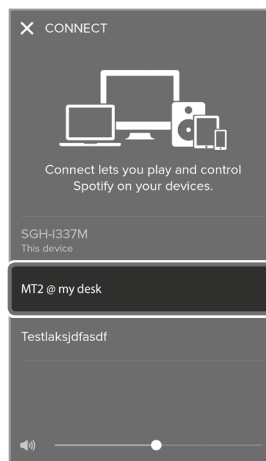 CONNECT
Connect lets you play and control
Spotify on your devices.
SGH-I337M
This device
MT2 @ my desk
Testlaksjdfasdf